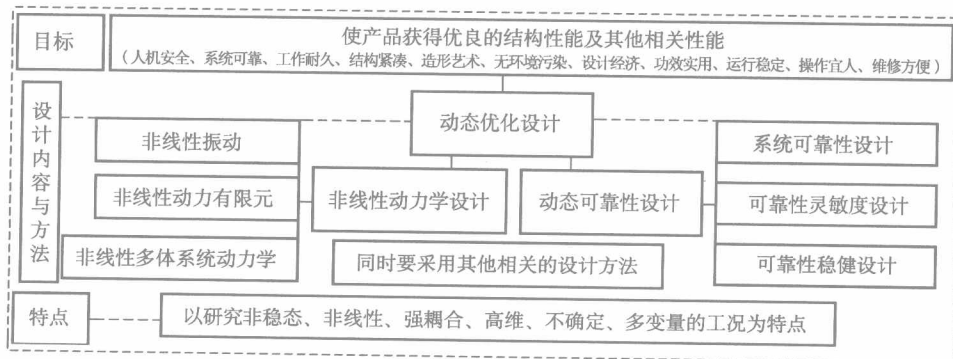 目标
使产品获得优良的结构性能及其他相关性能
(人机安全、系统可靠、工作耐久、结构紧凑、造形艺术、无环境污染、设计经济、功效实用、运行稳定、操作宜人、维修方便)
设计内容与方法
动态优化设计
非线性振动
系统可靠性设计
非线性动力有限元
非线性动力学设计
动态可靠性设计
可靠性灵敏度设计
非线性多体系统动力学
同时要采用其他相关的设计方法
可靠性稳健设计
特点
以研究非稳态、非线性、强耦合、高维、不确定、多变量的工况为特点